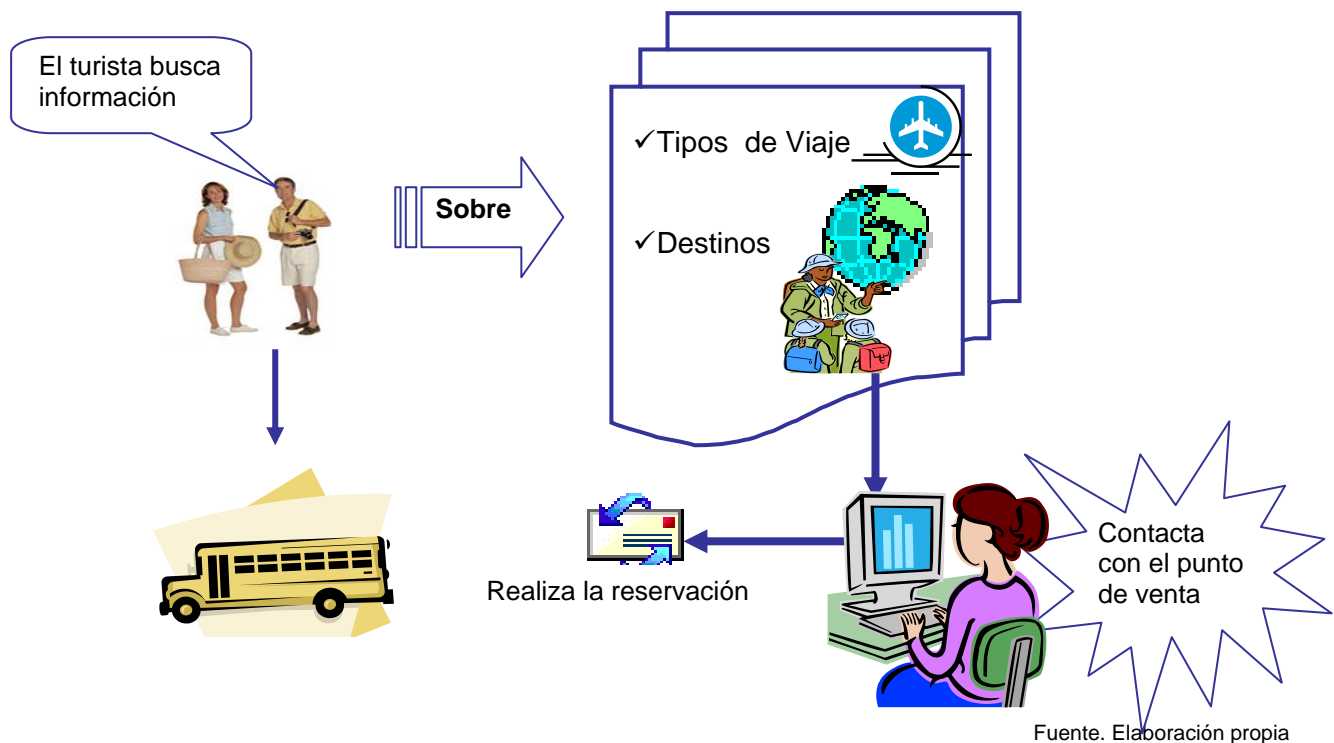 El turista busca
información
Sobre
✓Tipos de Viaje
✓Destinos
Contacta
con el punto
de venta
Realiza la reservación
Fuente. Elaboración propia